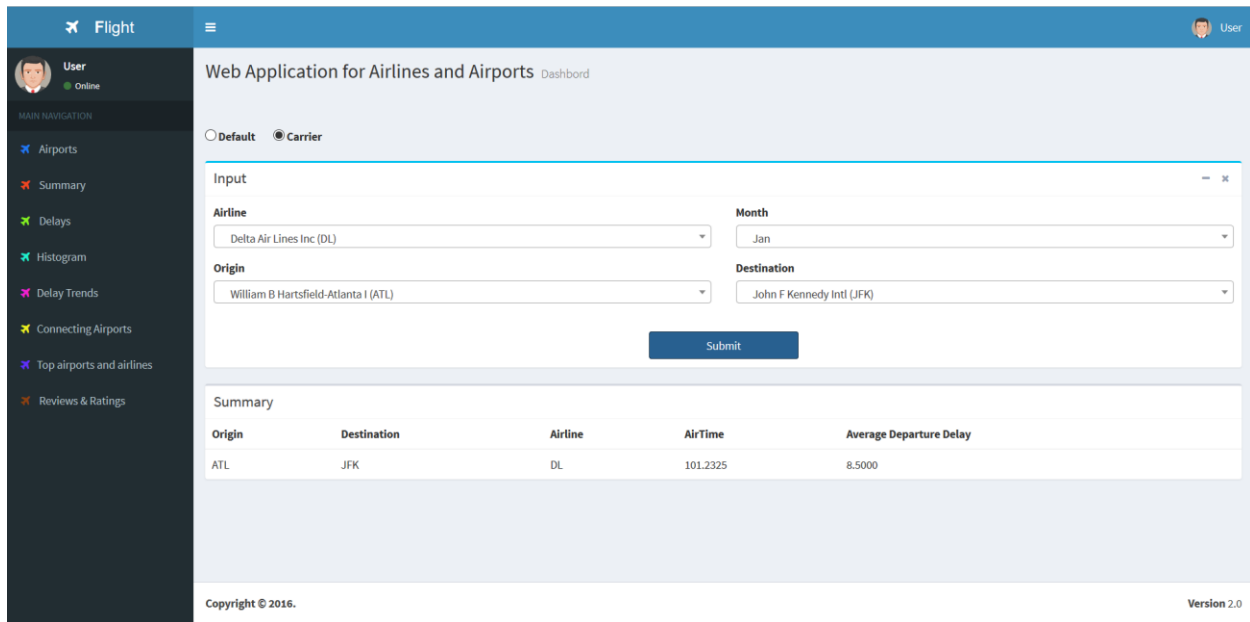 Flight
User
User
Online
MAIN NAVIGATION
Airports
Summary
Delays
Histogram
Delay Trends
Connecting Airports
Top airports and airlines
Reviews & Ratings
Web Application for Airlines and Airports Dashbord
Default Carrier
Input
Airline Month
Delta Air Lines Inc (DL) Jan
Origin Destination
William B Hartsfield-Atlanta I (ATL) John F Kennedy Intl (JFK)
Submit
Summary
Origin Destination Airline AirTime Average Departure Delay
ATL JFK DL 101.2325 8.5000
Copyright © 2016. Version 2.0